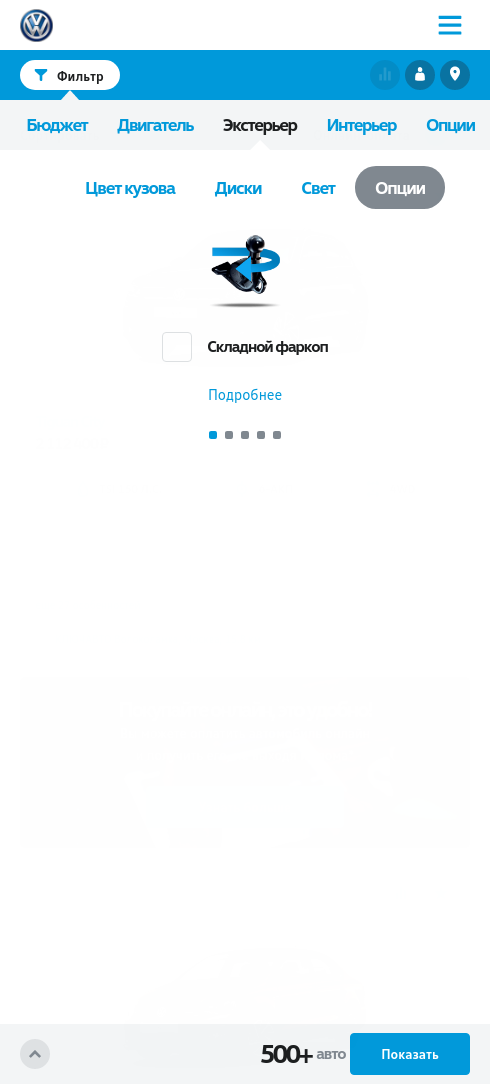 Фильтр
Бюджет Двигатель Экстерьер Интерьер Опции
Цвет кузова Диски Свет Опции
Складной фаркоп
Подробнее
500+ авто Показать